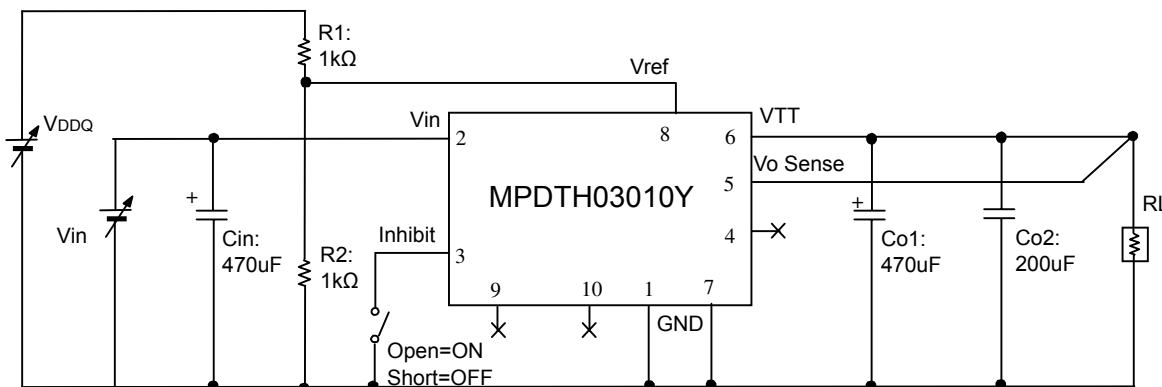 R1:
1kΩ
Vref
VDDQ
Vin
2
8
VTT
6
Vo Sense
5
MPDTH03010Y
RL
Vin
+
Cin:
470uF
Inhibit
3
R2:
1kΩ
4
+
Co1:
470uF
Co2:
200uF
9
10
1
7
GND
Open=ON
Short=OFF